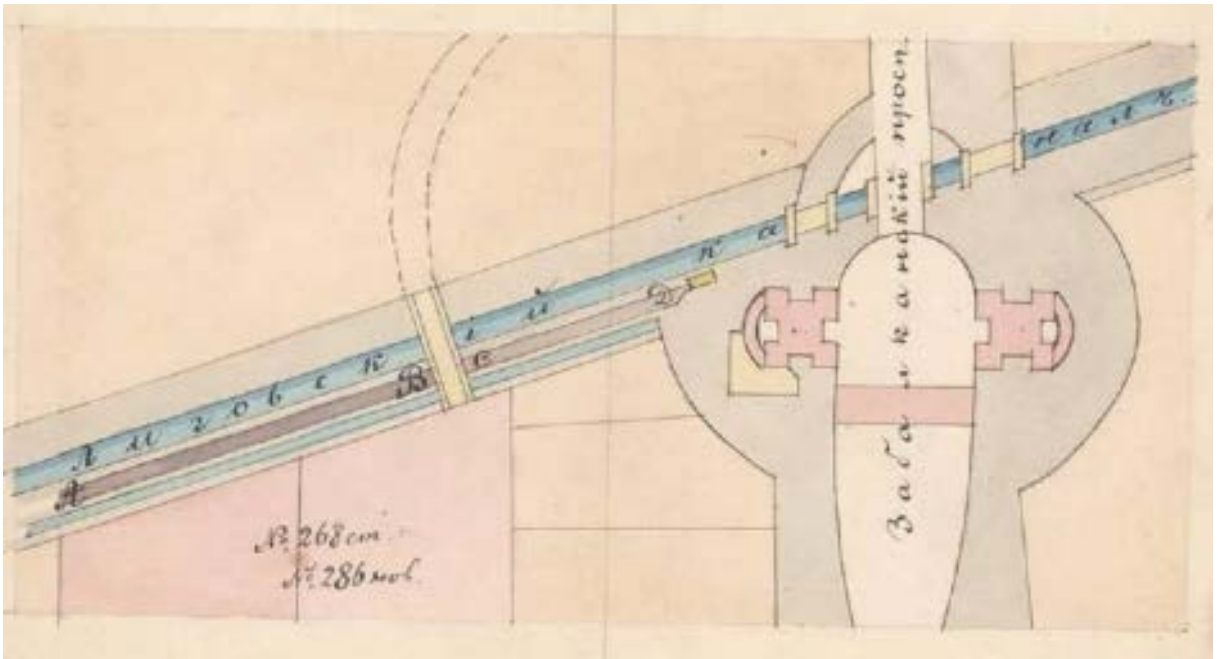 Лиговскій каналъ.
Забалканскій просп.
А
В
С
D
№ 268 ст.
№ 286 нов.